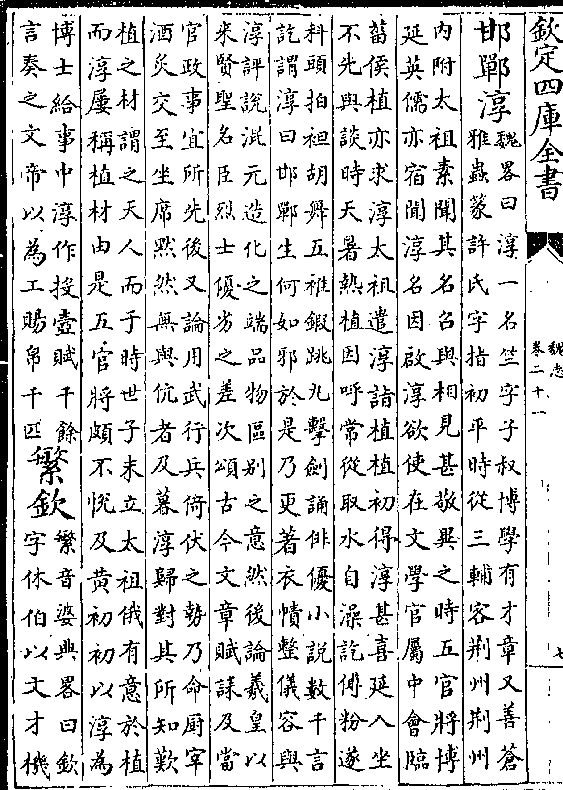 欽定四庫全書
魏志
卷二十一
七
邯鄲淳
魏畧曰淳一名竺字子叔博學有才章又善蒼
雅蟲篆許氏字指初平時從三輔客荆州荆州
内附太祖素聞其名召與相見甚敬異之時五官將博
延英儒亦宿聞淳名因啟淳欲使在文學官屬中會臨
菑侯植亦求淳太祖遣淳詣植植初得淳甚喜延入坐
不先與談時天暑熱植因呼常從取水自澡訖傅粉遂
科頭拍袒胡舞五椎鍛跳丸擊劍誦俳優小說數千言
訖謂淳曰邯鄲生何如邪於是乃更著衣幘整儀容與
淳評說混元造化之端品物區别之意然後論羲皇以
來賢聖名臣烈士優劣之差次頌古今文章賦誄及當
官政事宜所先後又論用武行兵倚伏之勢乃命厨宰
酒炙交至坐席默然無與伉者及暮淳歸對其所知歎
植之材謂之天人而于時世子未立太祖俄有意於植
而淳屢稱植材由是五官將頗不悅及黄初初以淳為
博士給事中淳作投壺賦千餘
言奏之文帝以為工賜帛千匹
繁欽
繁音婆典畧曰欽
字休伯以文才機